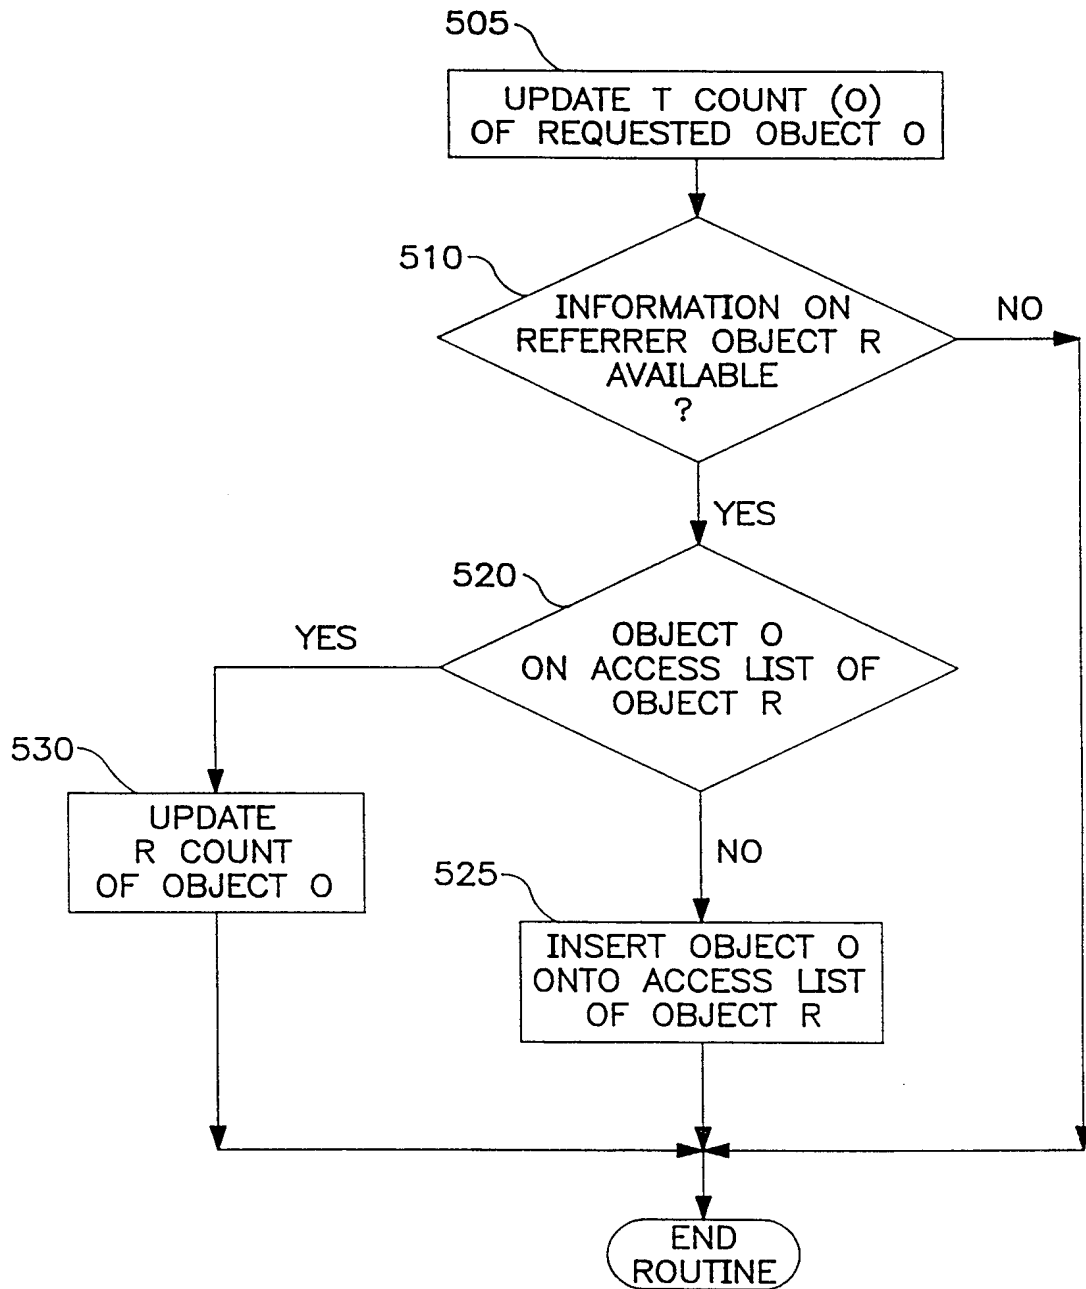 505
UPDATE T COUNT (O)
OF REQUESTED OBJECT O
510
INFORMATION ON
REFERRER OBJECT R
AVAILABLE
?
NO
YES
520
OBJECT O
ON ACCESS LIST OF
OBJECT R
YES
530
UPDATE
R COUNT
OF OBJECT O
NO
525
INSERT OBJECT O
ONTO ACCESS LIST
OF OBJECT R
END
ROUTINE